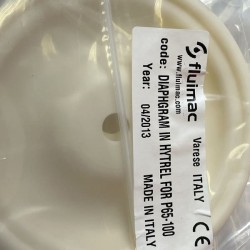 fluimac
www.fluimac.com
Varese ITALY
code: DIAPHGRAM IN HYTREL FOR P65-100
Year: 04/2013
MADE IN ITALY
CE